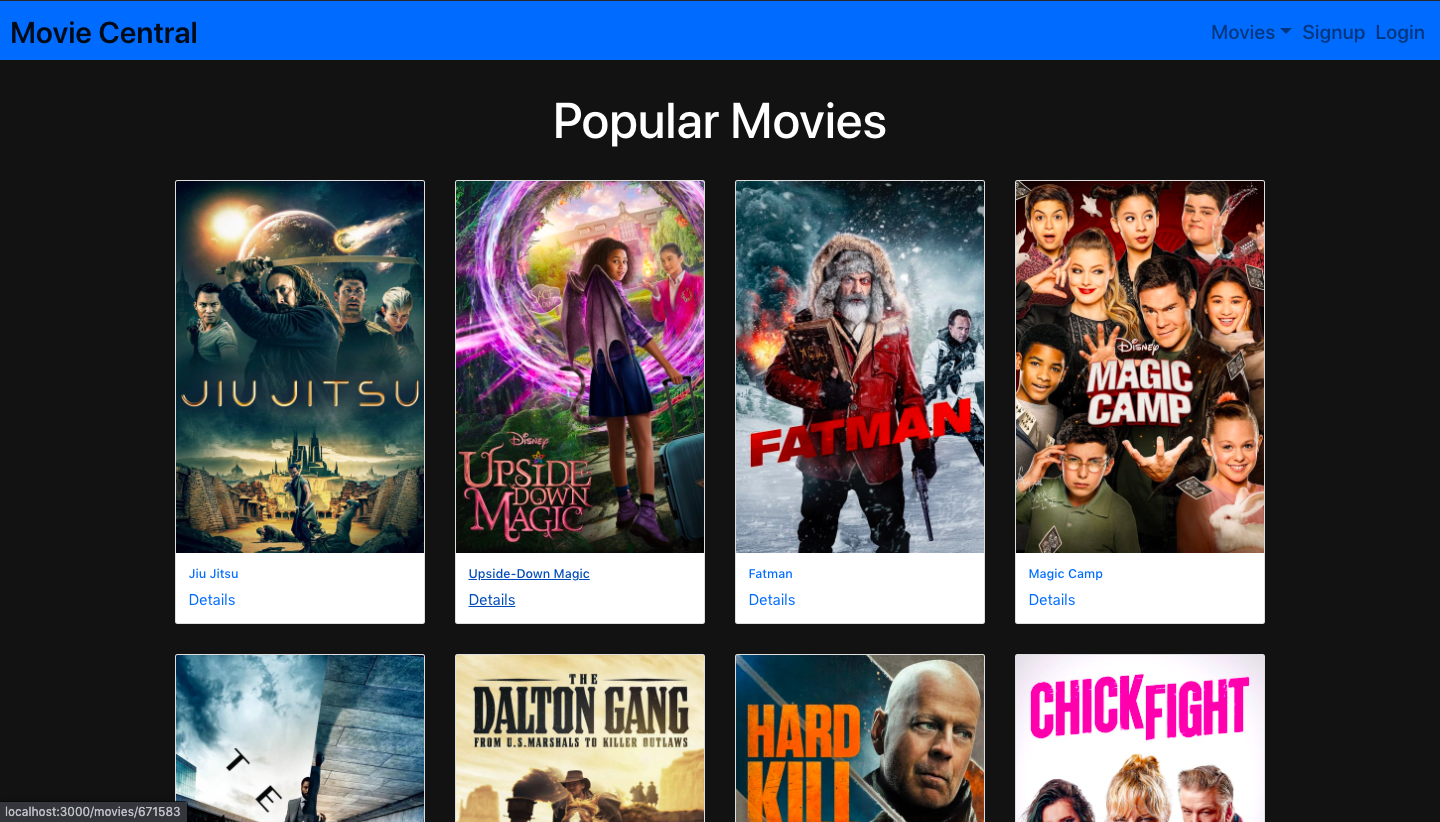 Movie Central
Movies Signup Login
Popular Movies
JIU JITSU
Disney
UPSIDE
DOWN
MAGIC
FATMAN
Disney
MAGIC
CAMP
Jiu Jitsu
Details
Upside-Down Magic
Details
Fatman
Details
Magic Camp
Details
T
E
THE
DALTON GANG
FROM U.S. MARSHALS TO KILLER OUTLAWS
HARD
KILL
CHICK FIGHT
localhost:3000/movies/671583